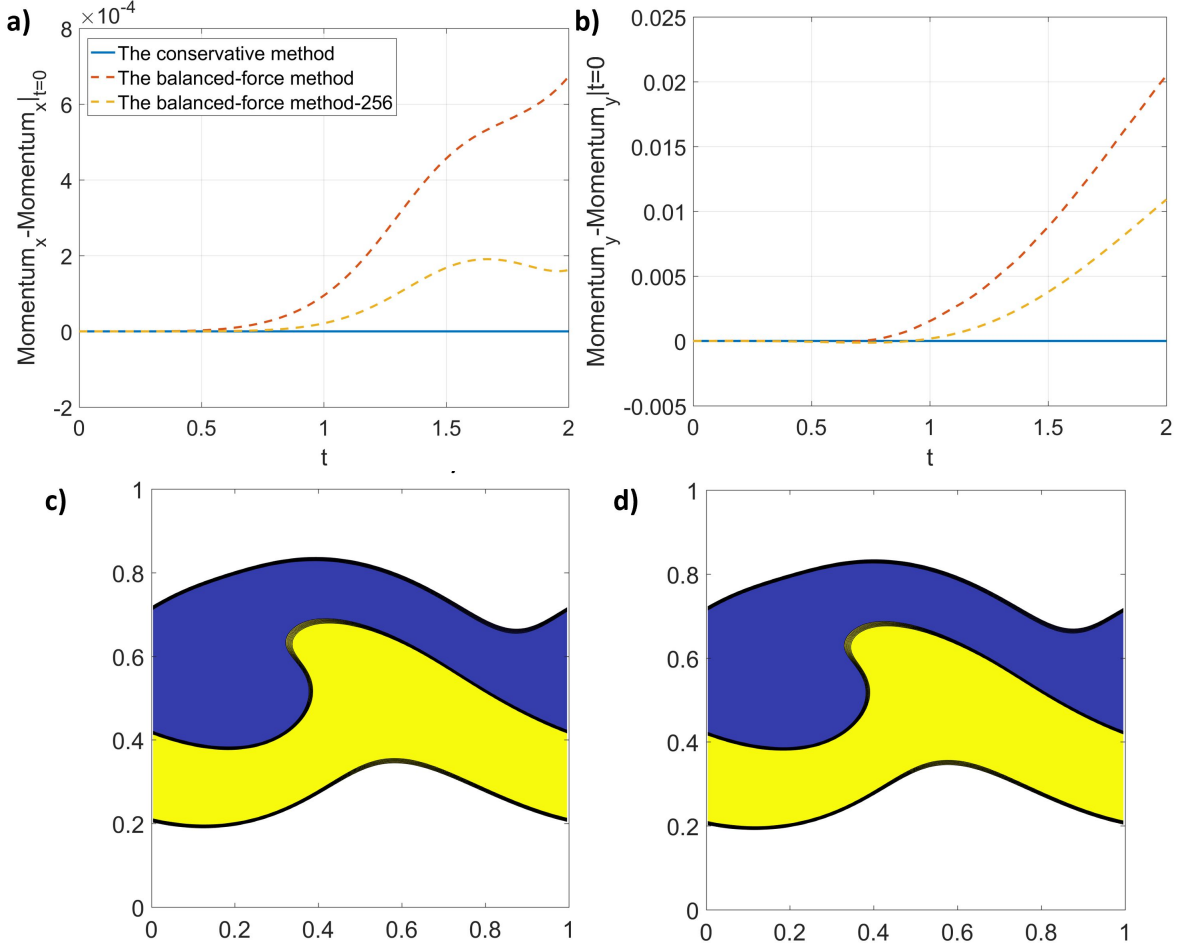 a)
×10⁻⁴
8
6
4
2
0
-2
Momentumₓ-Momentumₓ|t=0
The conservative method
The balanced-force method
The balanced-force method-256
0 0.5 1 1.5 2
t
b)
0.025
0.02
0.015
0.01
0.005
0
-0.005
Momentum_y-Momentum_y|t=0
0 0.5 1 1.5 2
t
c)
1
0.8
0.6
0.4
0.2
0
0 0.2 0.4 0.6 0.8 1
d)
1
0.8
0.6
0.4
0.2
0
0 0.2 0.4 0.6 0.8 1